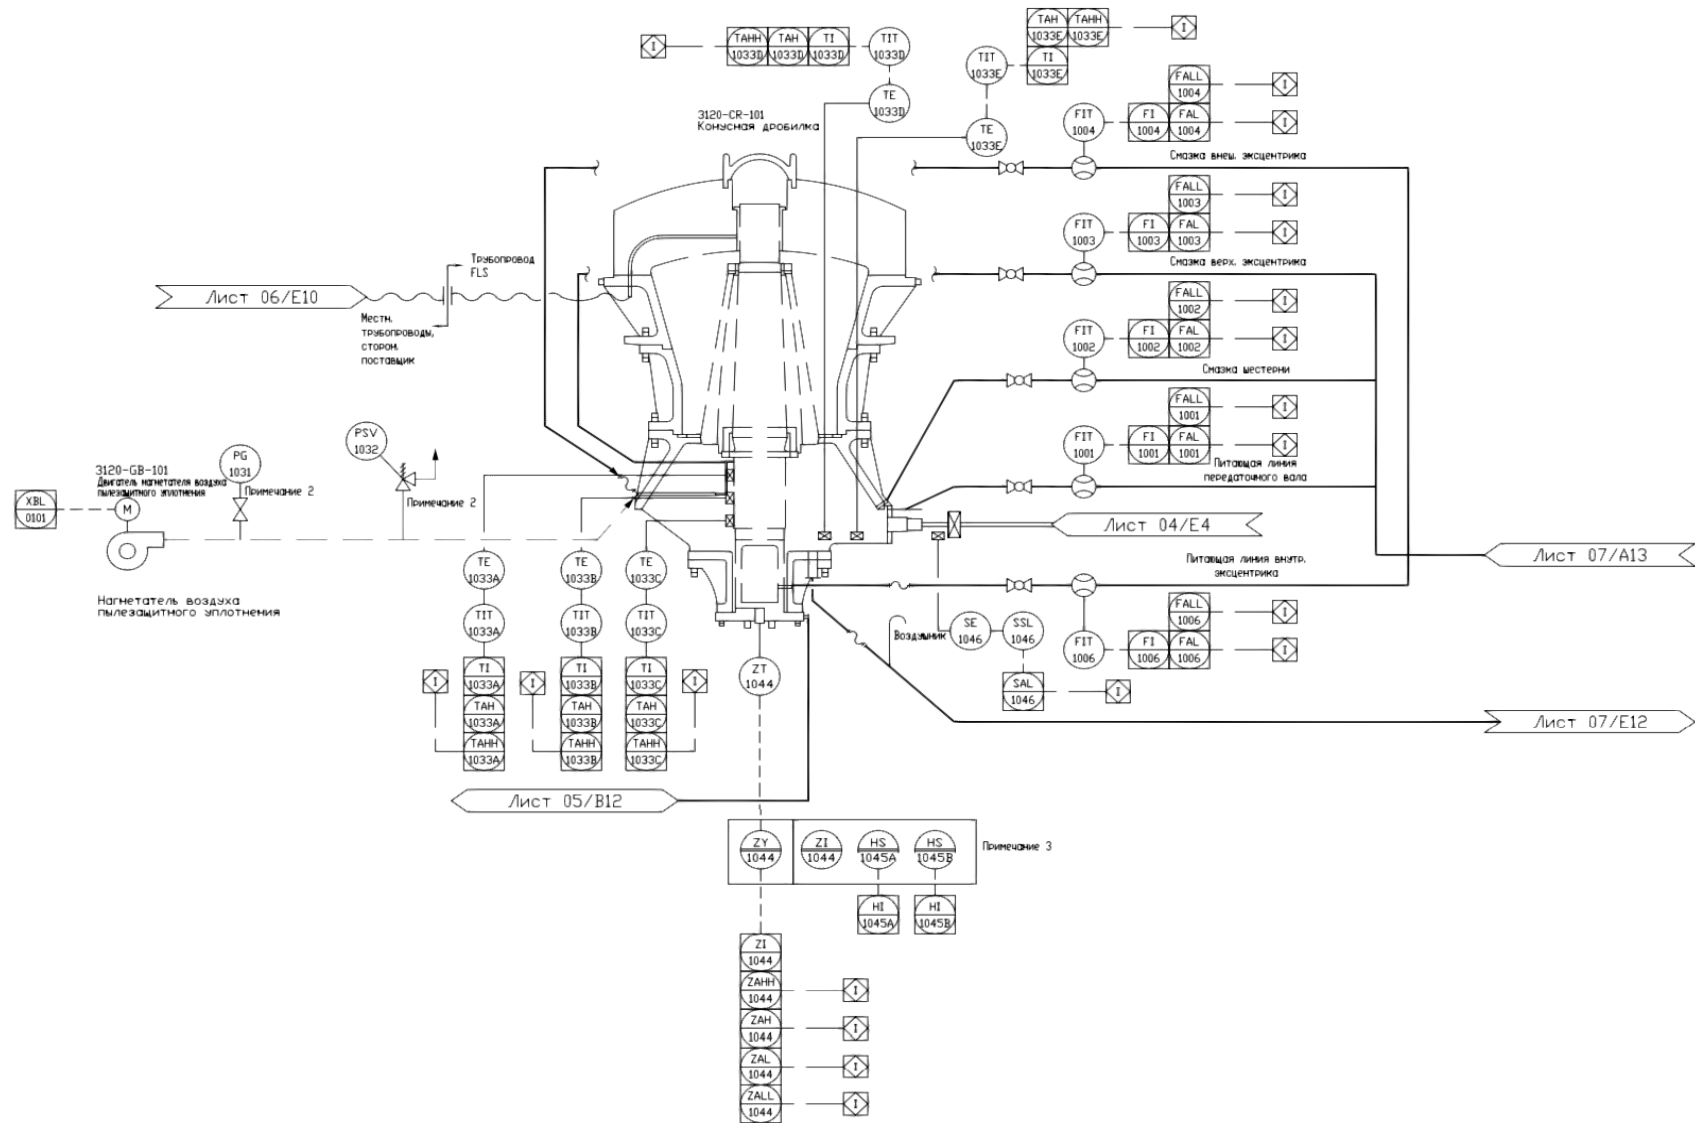 TAHH
1033D
TAH
1033D
TI
1033D
TIT
1033D
I
TE
1033D
TAH
1033E
TAHH
1033E
I
TIT
1033E
TI
1033E
TE
1033E
3120-CR-101
Конусная дробилка
FALL
1004
I
FIT
1004
FI
1004
FAL
1004
I
Смазка внеш. эксцентрика
FALL
1003
I
FIT
1003
FI
1003
FAL
1003
I
Смазка верх. эксцентрика
Трубопровод
FLS
Лист 06/E10
Местн.
трубопроводы,
сторон.
поставщик
FALL
1002
I
FIT
1002
FI
1002
FAL
1002
I
Смазка шестерни
FALL
1001
I
FIT
1001
FI
1001
FAL
1001
I
Питающая линия
передаточного вала
PSV
1032
PG
1031
Примечание 2
Примечание 2
3120-GB-101
Двигатель нагнетателя воздуха
пылезащитного уплотнения
XBL
0101
M
Нагнетатель воздуха
пылезащитного уплотнения
Лист 04/E4
Лист 07/A13
Питающая линия внутр.
эксцентрика
TE
1033A
TE
1033B
TE
1033C
TIT
1033A
TIT
1033B
TIT
1033C
TI
1033A
TI
1033B
TI
1033C
I
I
I
TAH
1033A
TAH
1033B
TAH
1033C
TAHH
1033A
TAHH
1033B
TAHH
1033C
ZT
1044
Воздушник
SE
1046
SSL
1046
SAL
1046
I
FALL
1006
I
FIT
1006
FI
1006
FAL
1006
I
Лист 07/E12
Лист 05/B12
ZY
1044
ZI
1044
HS
1045A
HS
1045B
Примечание 3
HI
1045A
HI
1045B
ZI
1044
ZAHH
1044
I
ZAH
1044
I
ZAL
1044
I
ZALL
1044
I